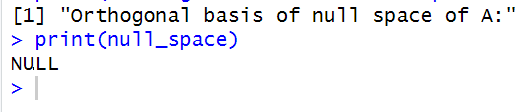 [1] "Orthogonal basis of null space of A:"
> print(null_space)
NULL
>